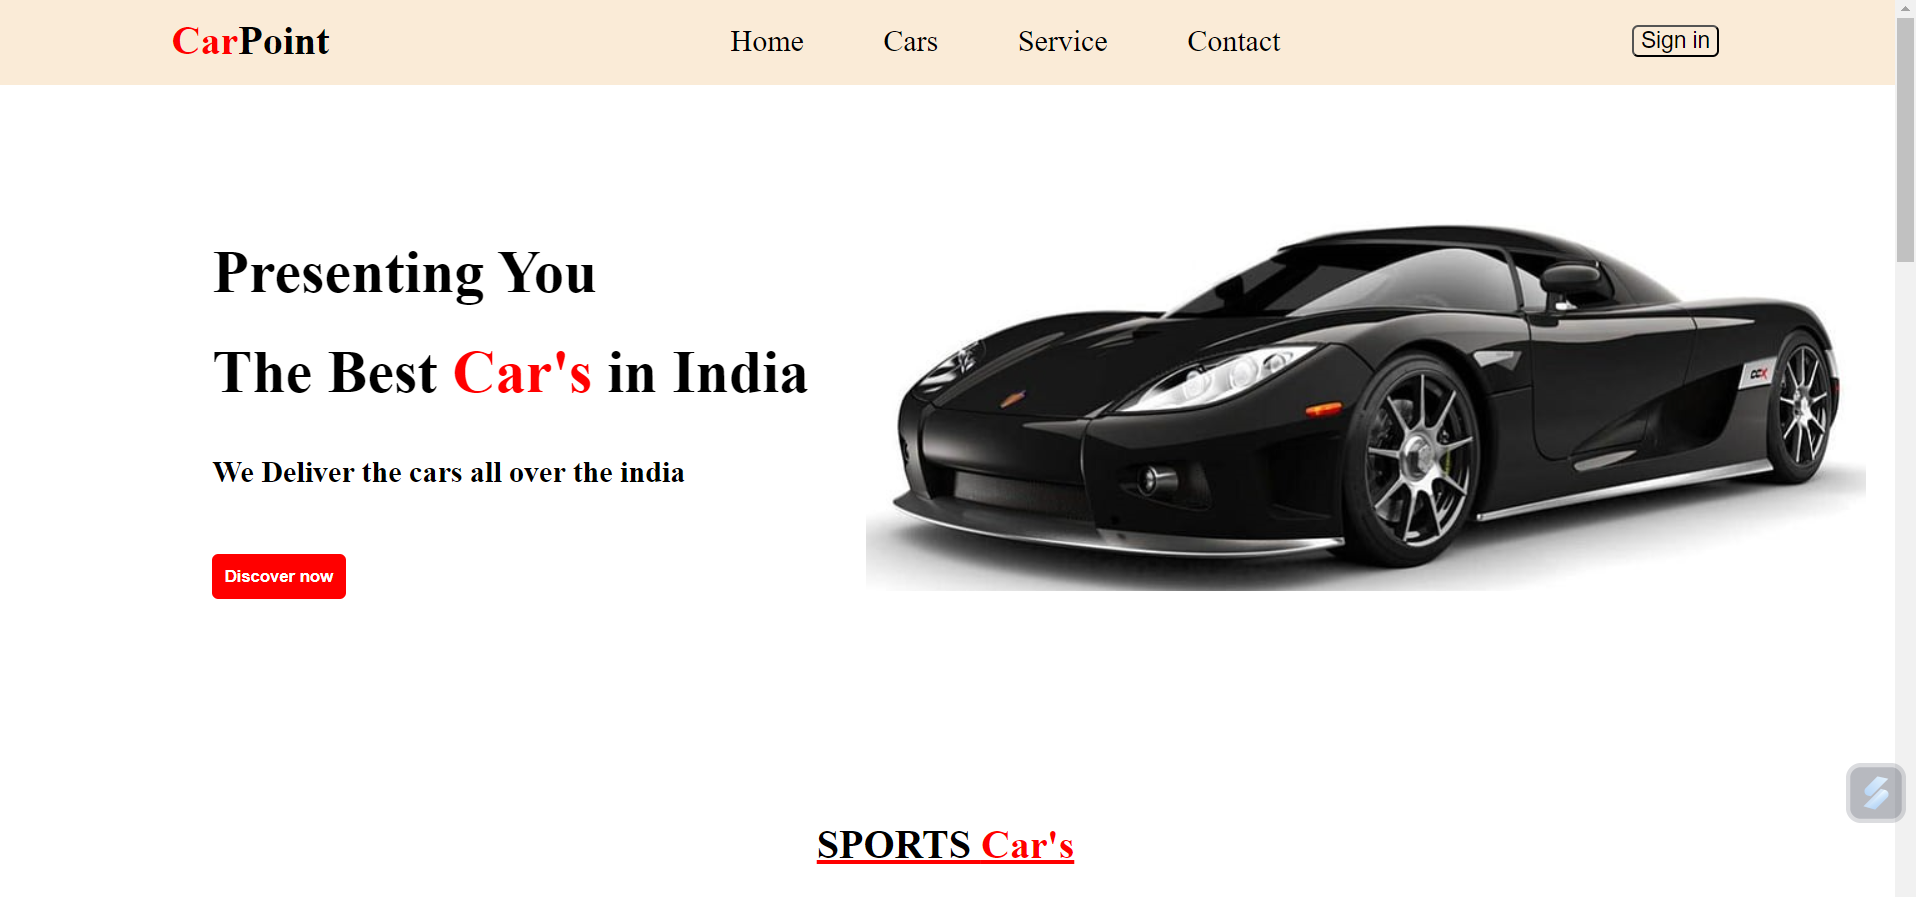 CarPoint
Home Cars Service Contact
Sign in
Presenting You
The Best Car's in India
We Deliver the cars all over the india
Discover now
CCX
SPORTS Car's